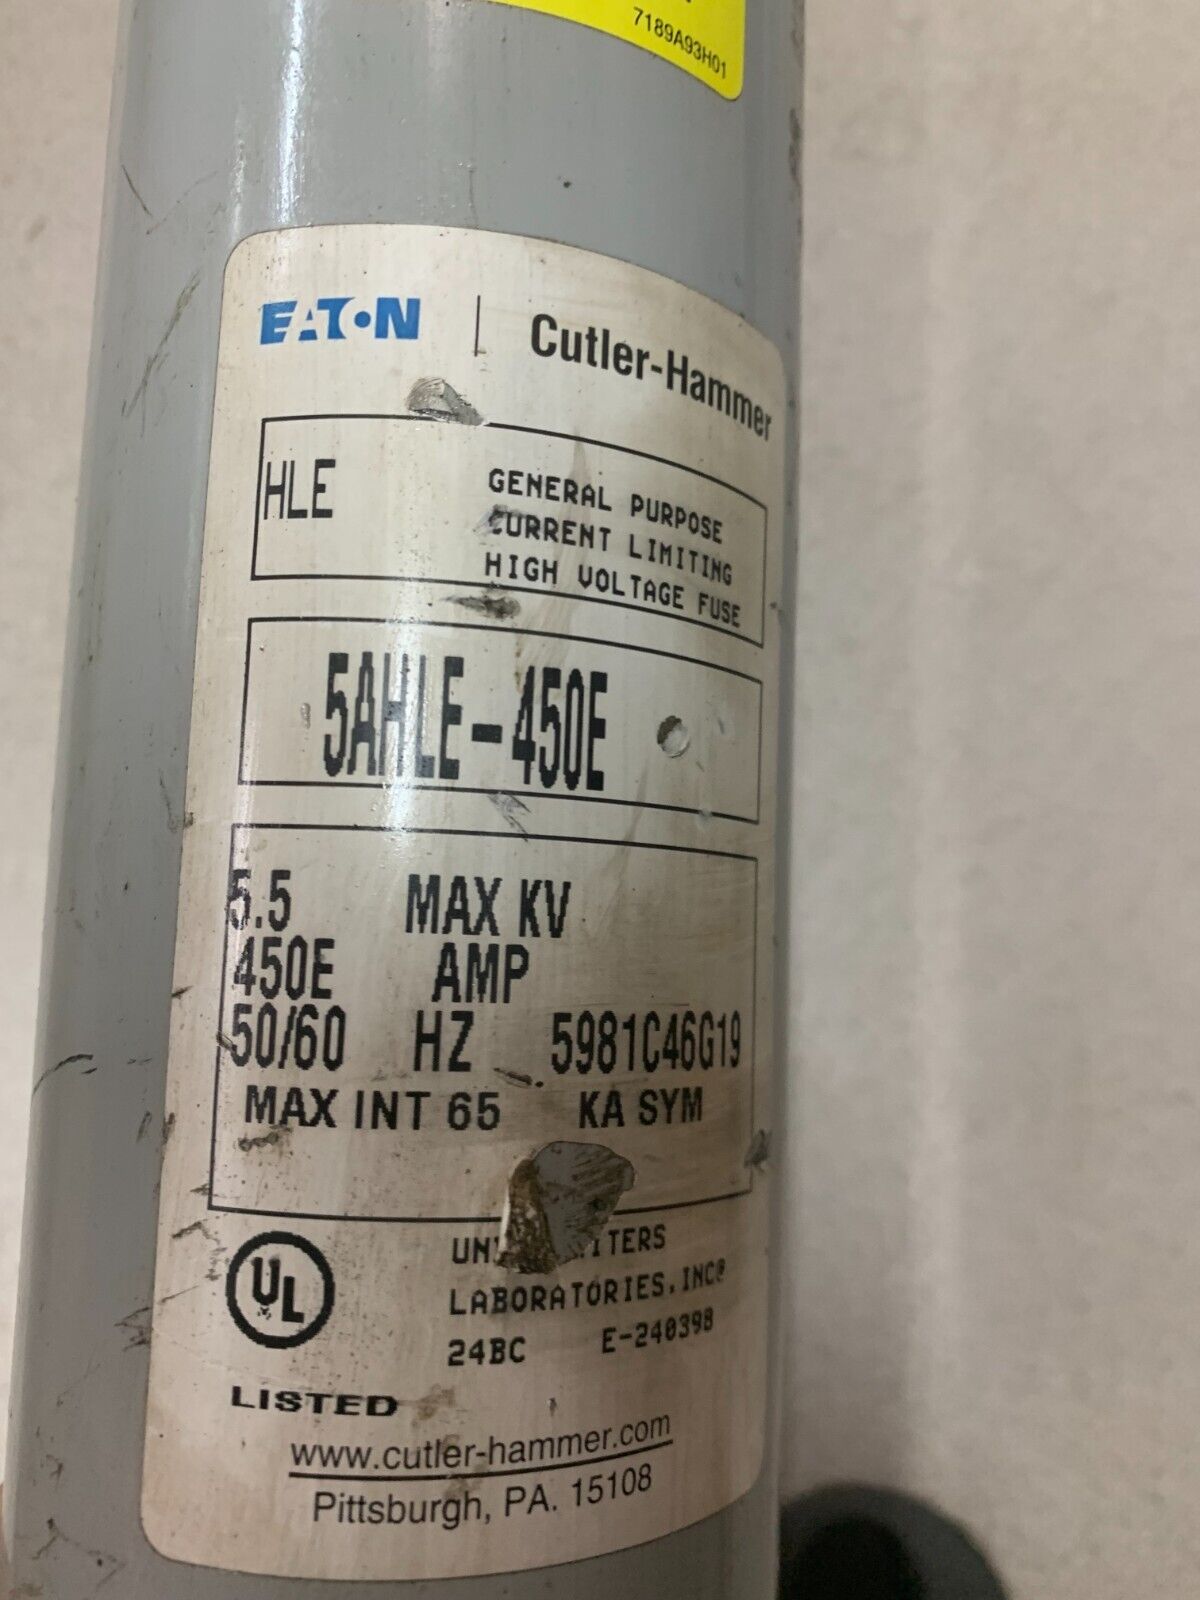 7189A93H01
EATON | Cutler-Hammer
HLE
GENERAL PURPOSE
CURRENT LIMITING
HIGH VOLTAGE FUSE
5AHLE-450E
5.5 MAX KV
450E AMP
50/60 HZ 5981C46G19
MAX INT 65 KA SYM
UL
LABORATORIES, INC®
24BC E-240398
LISTED
www.cutler-hammer.com
Pittsburgh, PA. 15108